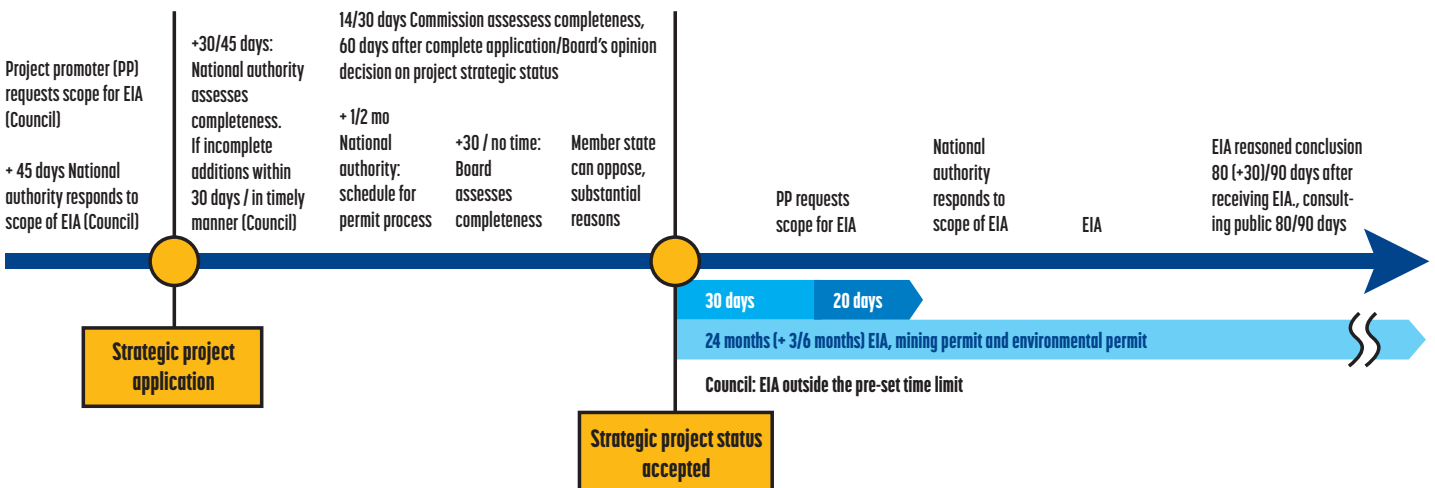 Project promoter (PP)
requests scope for EIA
(Council)
+ 45 days National
authority responds to
scope of EIA (Council)
+30/45 days:
National authority
assesses
completeness.
If incomplete
additions within
30 days / in timely
manner (Council)
14/30 days Commission assessess completeness,
60 days after complete application/Board's opinion
decision on project strategic status
+ 1/2 mo
National
authority:
schedule for
permit process
+30 / no time:
Board
assesses
completeness
Member state
can oppose,
substantial
reasons
PP requests
scope for EIA
National
authority
responds to
scope of EIA
EIA
EIA reasoned conclusion
80 (+30)/90 days after
receiving EIA., consult-
ing public 80/90 days
30 days
20 days
24 months (+ 3/6 months) EIA, mining permit and environmental permit
Council: EIA outside the pre-set time limit
Strategic project
application
Strategic project status
accepted